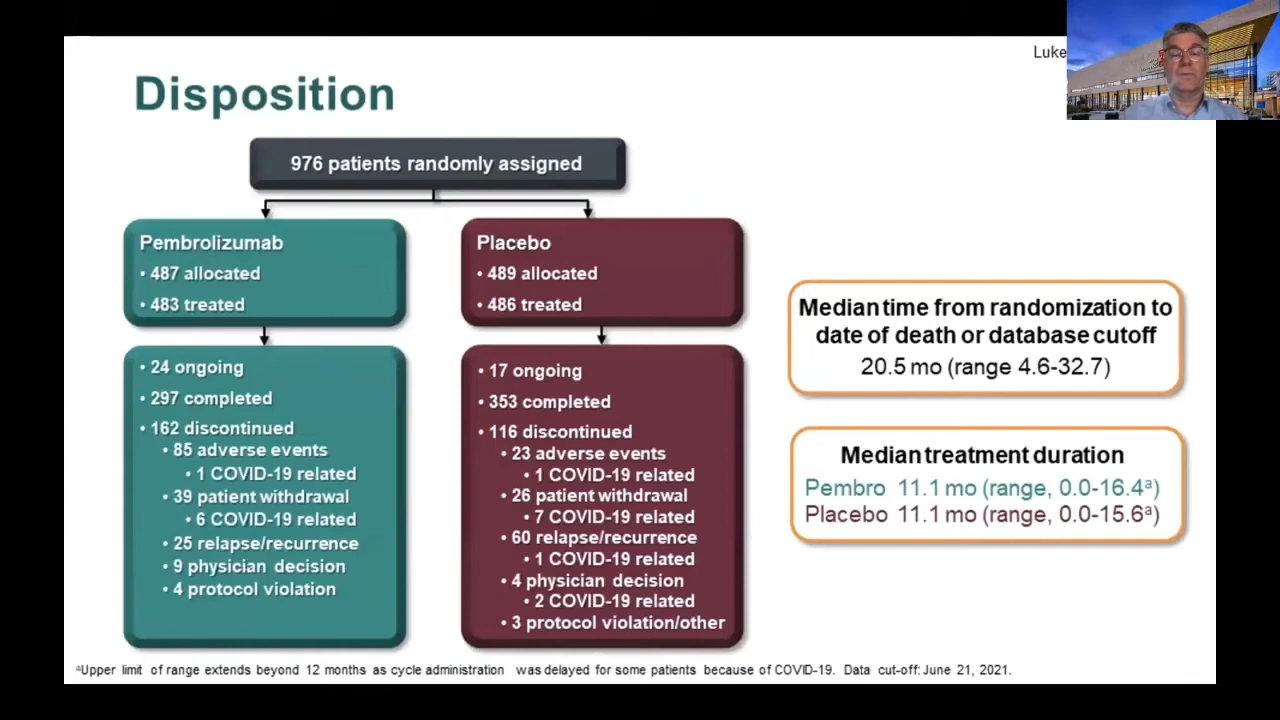 Luke
Disposition
976 patients randomly assigned
Pembrolizumab
• 487 allocated
• 483 treated
Placebo
• 489 allocated
• 486 treated
• 24 ongoing
• 297 completed
• 162 discontinued
• 85 adverse events
• 1 COVID-19 related
• 39 patient withdrawal
• 6 COVID-19 related
• 25 relapse/recurrence
• 9 physician decision
• 4 protocol violation
• 17 ongoing
• 353 completed
• 116 discontinued
• 23 adverse events
• 1 COVID-19 related
• 26 patient withdrawal
• 7 COVID-19 related
• 60 relapse/recurrence
• 1 COVID-19 related
• 4 physician decision
• 2 COVID-19 related
• 3 protocol violation/other
Median time from randomization to
date of death or database cutoff
20.5 mo (range 4.6-32.7)
Median treatment duration
Pembro 11.1 mo (range, 0.0-16.4ᵃ)
Placebo 11.1 mo (range, 0.0-15.6ᵃ)
ᵃUpper limit of range extends beyond 12 months as cycle administration was delayed for some patients because of COVID-19. Data cut-off: June 21, 2021.